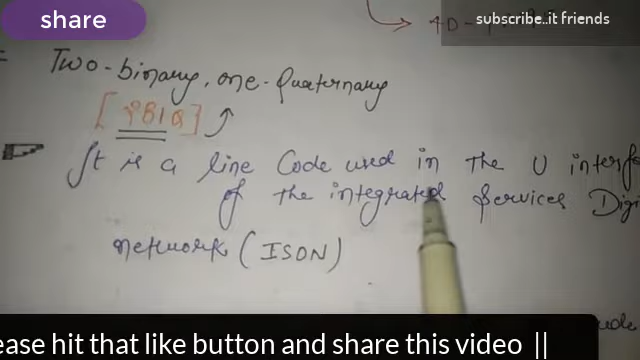 share
subscribe..it friends
4D-
Two-binary, one-Quaternary
[2B1Q]
It is a line Code used in The U interf
of the integrated Services Digi
network (ISDN)
ease hit that like button and share this video ||